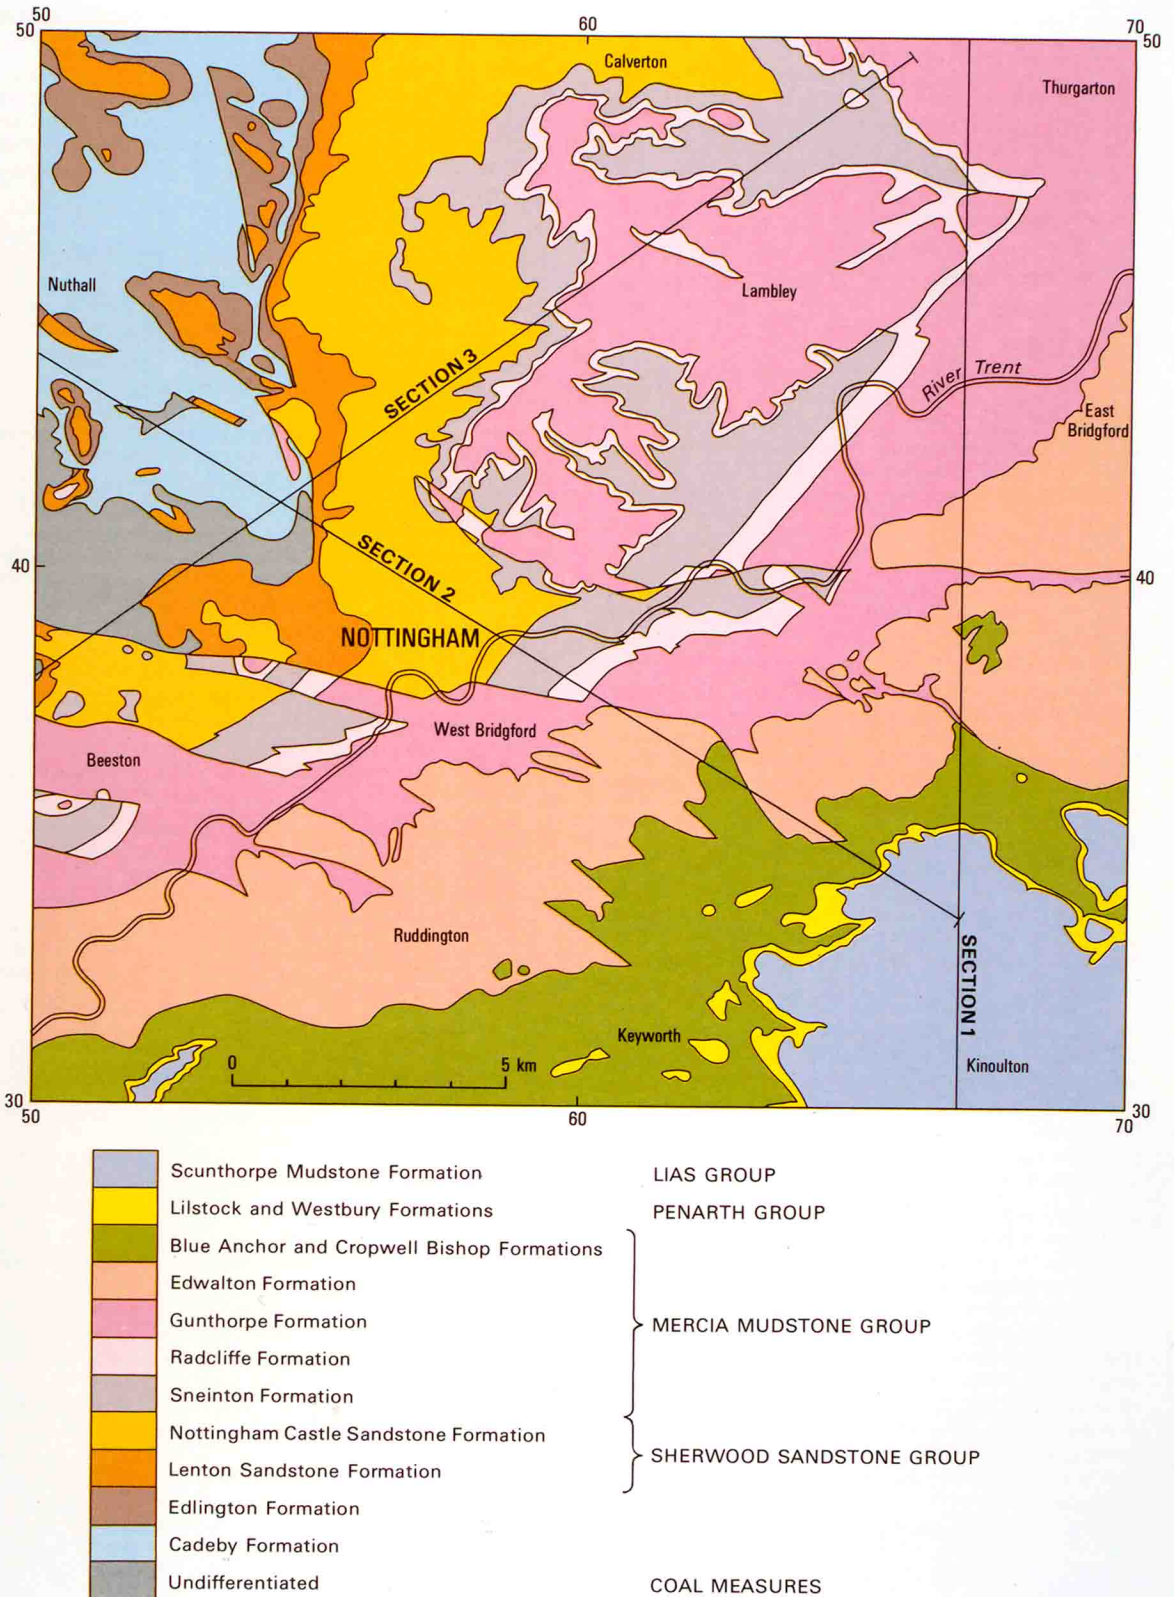 50
60
70
50
50
Calverton
Thurgarton
Nuthall
Lambley
SECTION 3
River Trent
East
Bridgford
SECTION 2
40
40
NOTTINGHAM
West Bridgford
Beeston
Ruddington
SECTION 1
Keyworth
0
5 km
Kinoulton
30
30
50
60
70
Scunthorpe Mudstone Formation LIAS GROUP
Lilstock and Westbury Formations PENARTH GROUP
Blue Anchor and Cropwell Bishop Formations
Edwalton Formation
Gunthorpe Formation MERCIA MUDSTONE GROUP
Radcliffe Formation
Sneinton Formation
Nottingham Castle Sandstone Formation
Lenton Sandstone Formation SHERWOOD SANDSTONE GROUP
Edlington Formation
Cadeby Formation
Undifferentiated COAL MEASURES